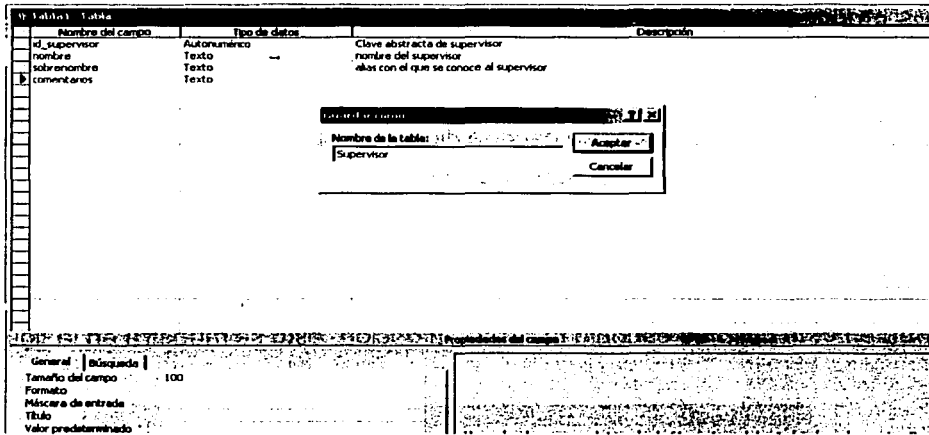 Tabla1 : Tabla
Nombre del campo Tipo de datos Descripción
id_supervisor Autonumérico Clave abstracta de supervisor
nombre Texto nombre del supervisor
sobrenombre Texto alias con el que se conoce al supervisor
comentarios Texto
Guardar como
Nombre de la tabla:
Aceptar
Supervisor
Cancelar
Propiedades del campo
General Búsqueda
Tamaño del campo 100
Formato
Máscara de entrada
Título
Valor predeterminado